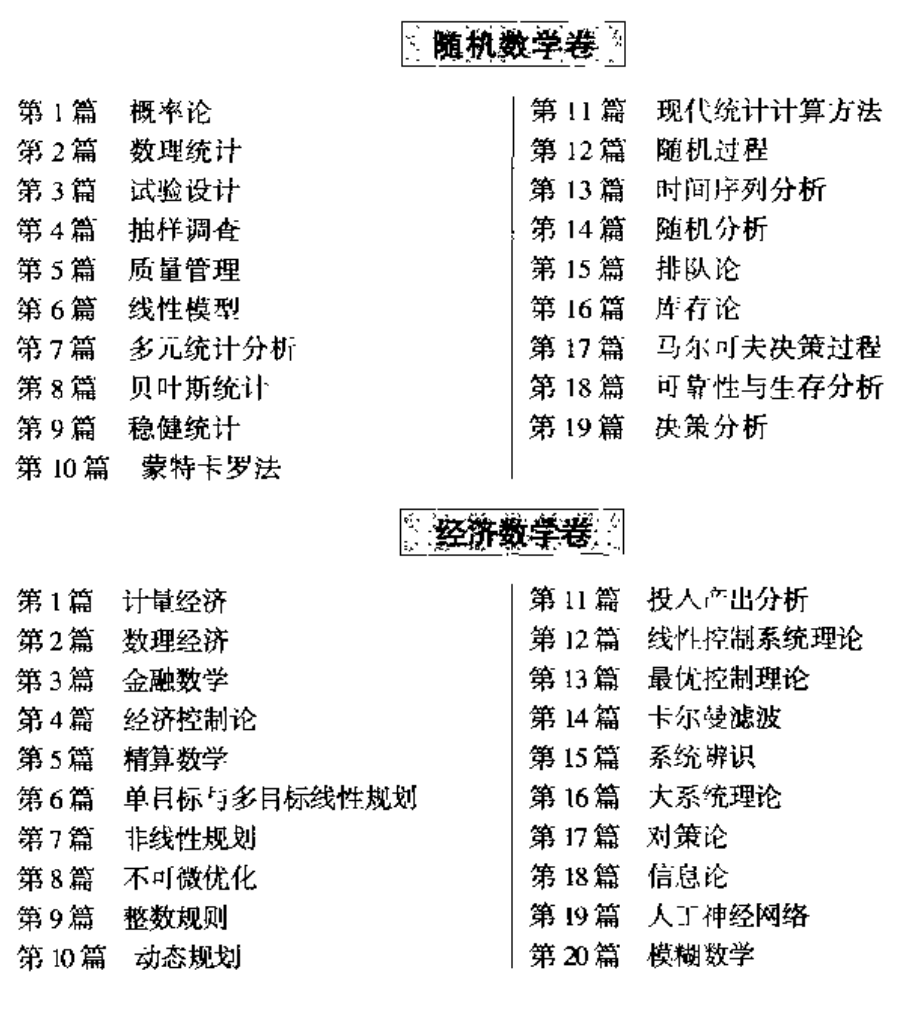 随机数学卷
第 1 篇 概率论
第 2 篇 数理统计
第 3 篇 试验设计
第 4 篇 抽样调查
第 5 篇 质量管理
第 6 篇 线性模型
第 7 篇 多元统计分析
第 8 篇 贝叶斯统计
第 9 篇 稳健统计
第 10 篇 蒙特卡罗法
第 11 篇 现代统计计算方法
第 12 篇 随机过程
第 13 篇 时间序列分析
第 14 篇 随机分析
第 15 篇 排队论
第 16 篇 库存论
第 17 篇 马尔可夫决策过程
第 18 篇 可靠性与生存分析
第 19 篇 决策分析
经济数学卷
第 1 篇 计量经济
第 2 篇 数理经济
第 3 篇 金融数学
第 4 篇 经济控制论
第 5 篇 精算数学
第 6 篇 单目标与多目标线性规划
第 7 篇 非线性规划
第 8 篇 不可微优化
第 9 篇 整数规则
第 10 篇 动态规划
第 11 篇 投入产出分析
第 12 篇 线性控制系统理论
第 13 篇 最优控制理论
第 14 篇 卡尔曼滤波
第 15 篇 系统辨识
第 16 篇 大系统理论
第 17 篇 对策论
第 18 篇 信息论
第 19 篇 人工神经网络
第 20 篇 模糊数学